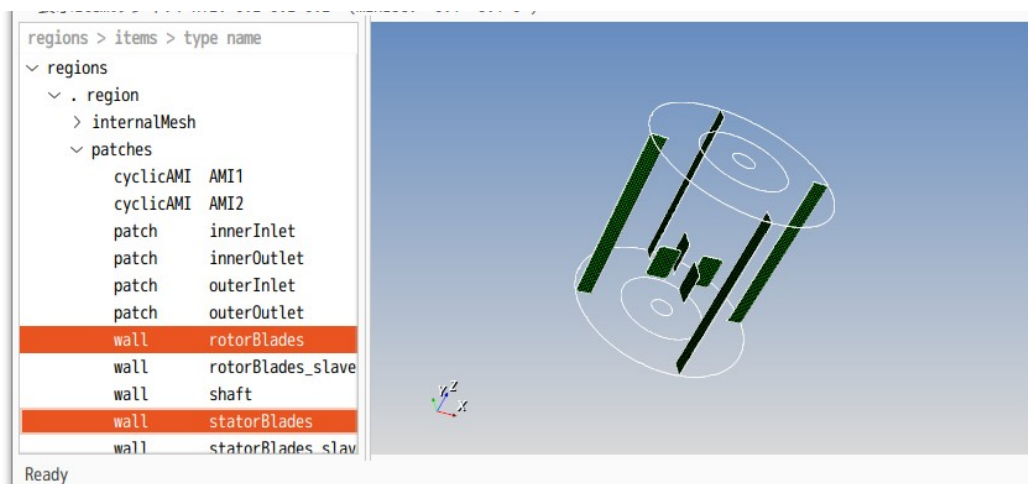 regions > items > type name
regions
. region
internalMesh
patches
cyclicAMI AMI1
cyclicAMI AMI2
patch innerInlet
patch innerOutlet
patch outerInlet
patch outerOutlet
wall rotorBlades
wall rotorBlades_slave
wall shaft
wall statorBlades
wall statorBlades_slav
Y Z
X
Ready